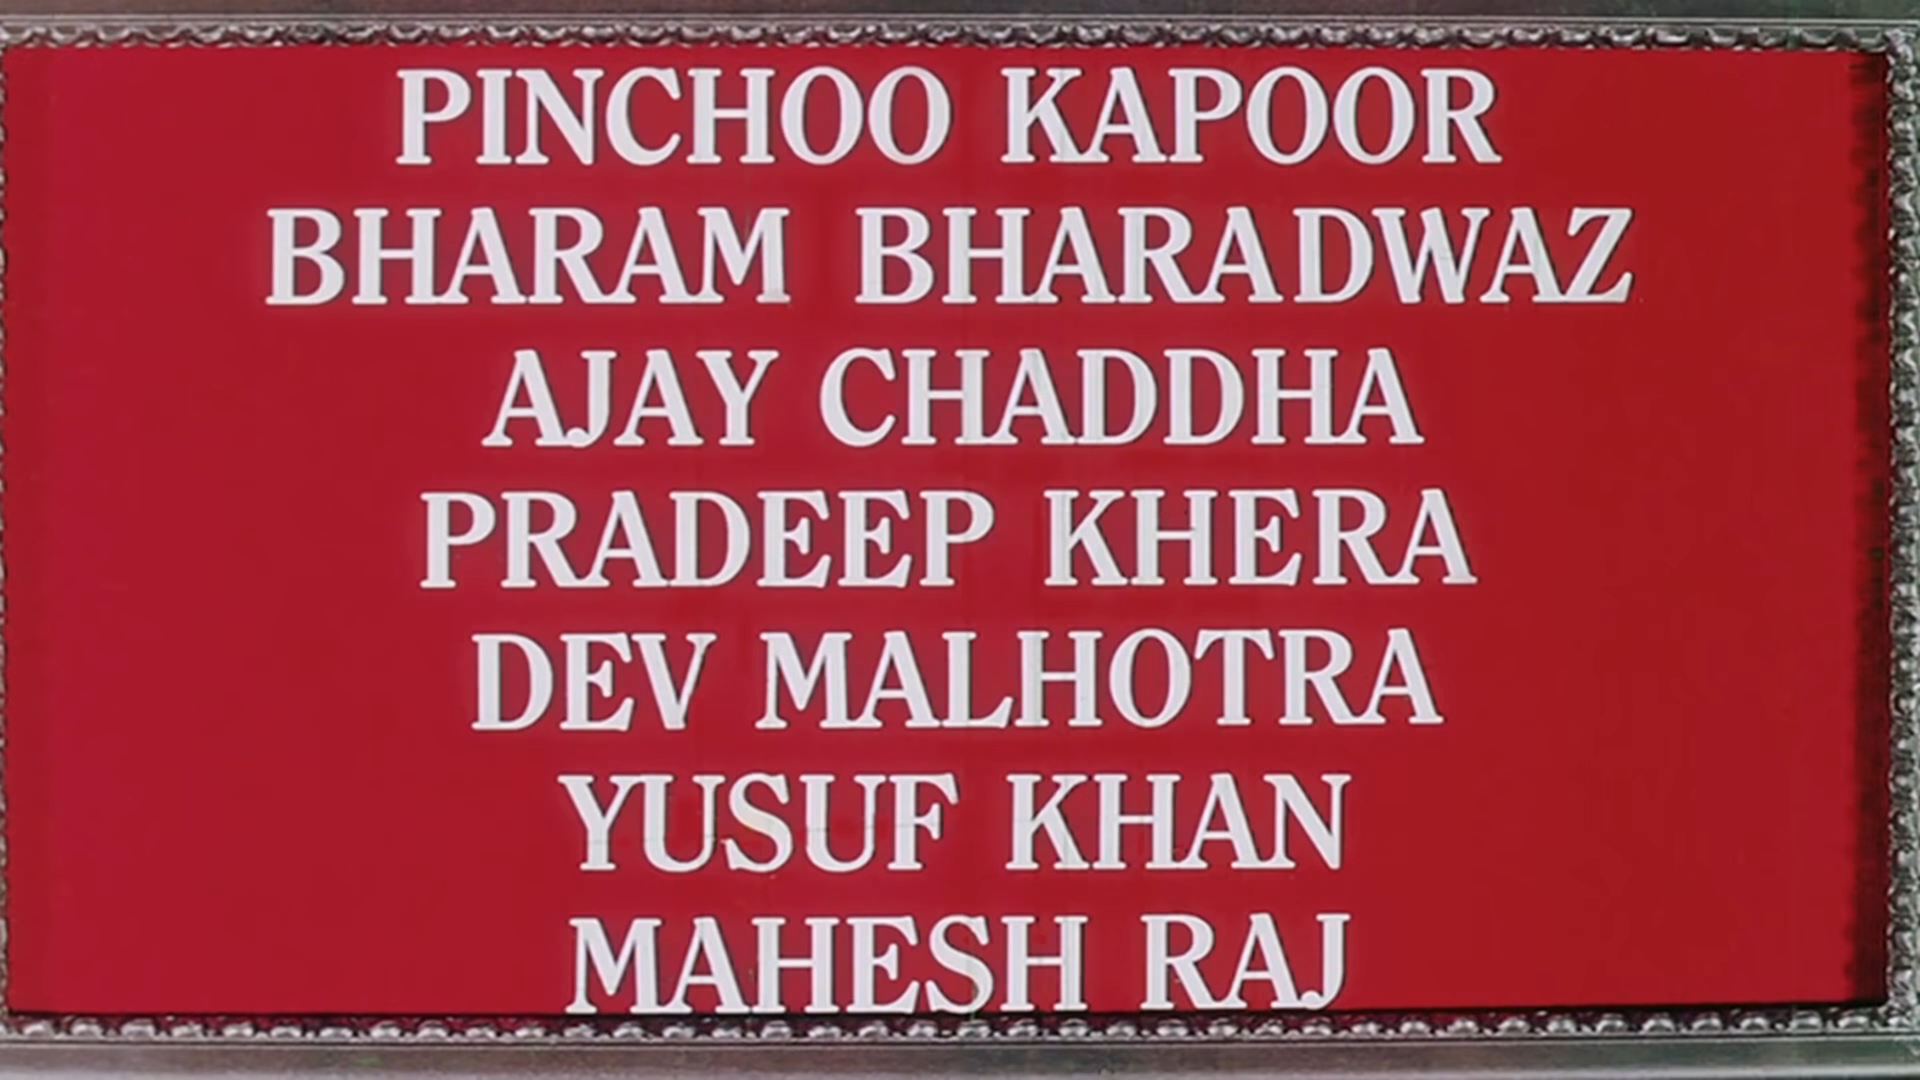 PINCHOO KAPOOR
BHARAM BHARADWAZ
AJAY CHADDHA
PRADEEP KHERA
DEV MALHOTRA
YUSUF KHAN
MAHESH RAJ